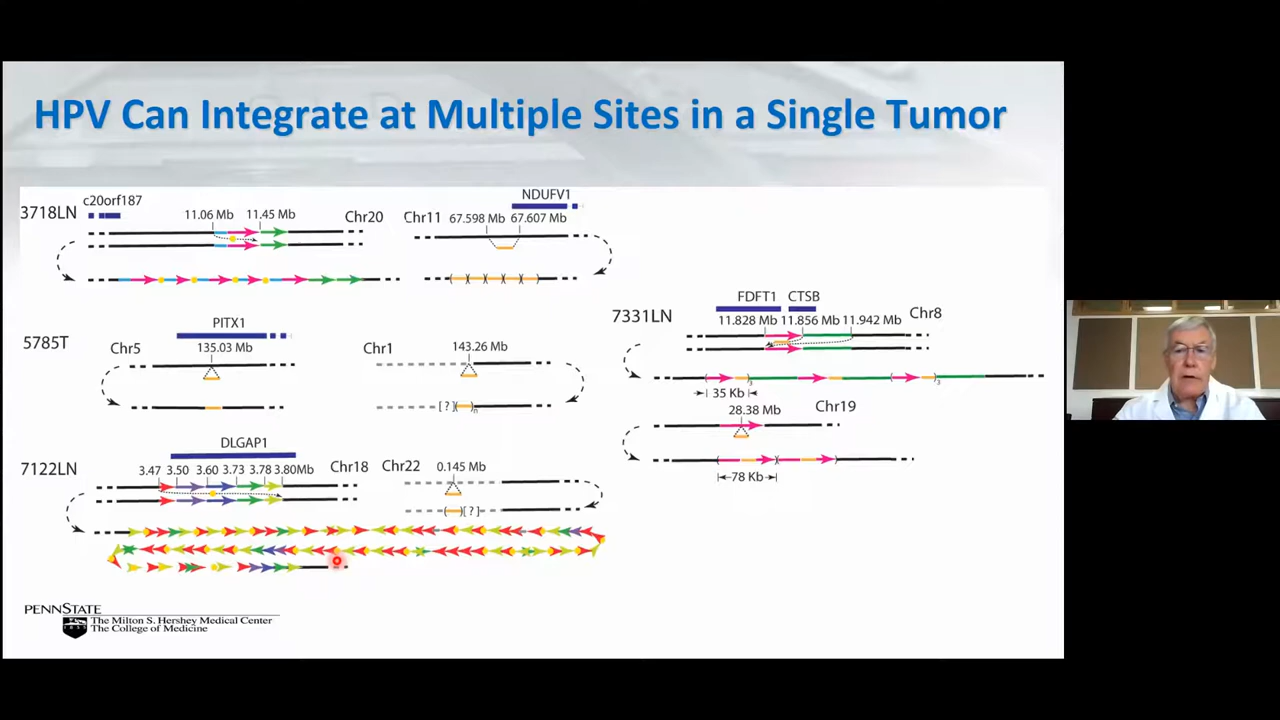 HPV Can Integrate at Multiple Sites in a Single Tumor
3718LN
c20orf187
11.06 Mb
11.45 Mb
Chr20
NDUFV1
Chr11
67.598 Mb
67.607 Mb
5785T
PITX1
Chr5
135.03 Mb
Chr1
143.26 Mb
[?]( )n
7122LN
DLGAP1
3.47 3.50 3.60 3.73 3.78 3.80Mb
Chr18
Chr22
0.145 Mb
( )[?]
7331LN
FDFT1 CTSB
11.828 Mb 11.856 Mb 11.942 Mb
Chr8
3
3
35 Kb
28.38 Mb
Chr19
78 Kb
PENNSTATE
The Milton S. Hershey Medical Center
The College of Medicine